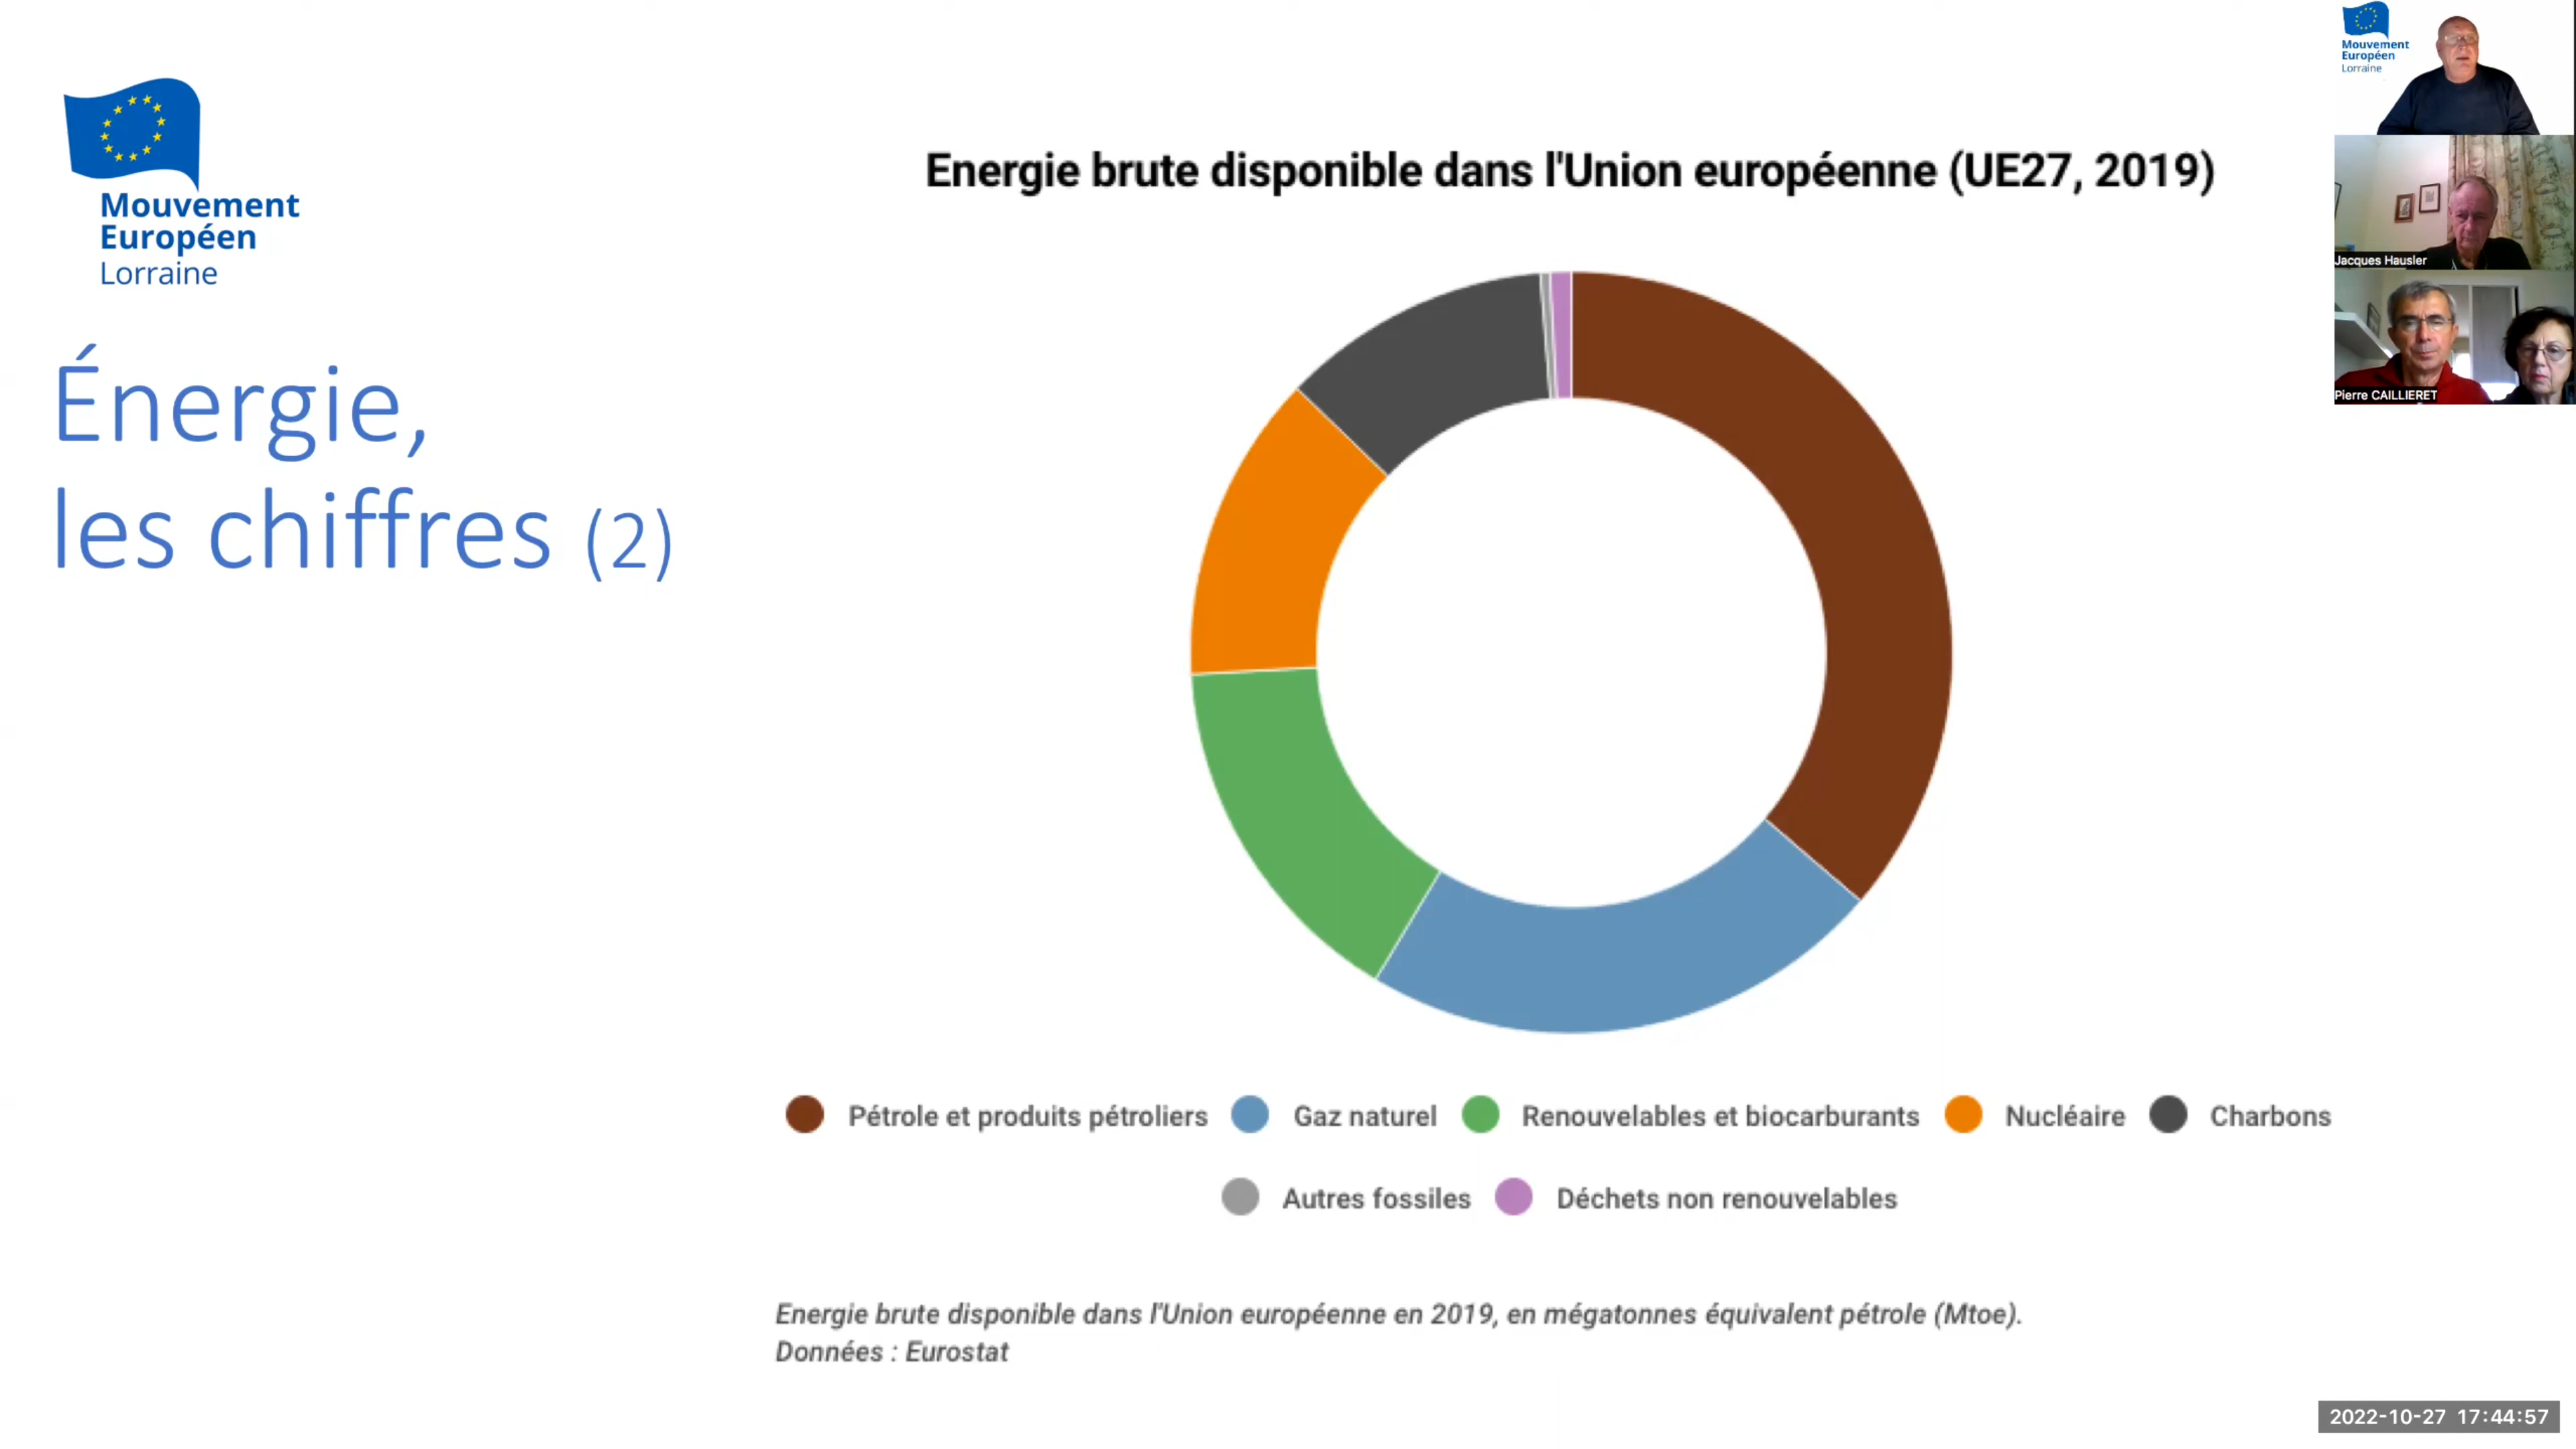 Mouvement
Européen
Lorraine
Énergie,
les chiffres (2)
Energie brute disponible dans l'Union européenne (UE27, 2019)
Pétrole et produits pétroliers
Gaz naturel
Renouvelables et biocarburants
Nucléaire
Charbons
Autres fossiles
Déchets non renouvelables
Energie brute disponible dans l'Union européenne en 2019, en mégatonnes équivalent pétrole (Mtoe).
Données : Eurostat
Mouvement
Européen
Lorraine
Jacques Hausler
Pierre CAILLIERET
2022-10-27 17:44:57